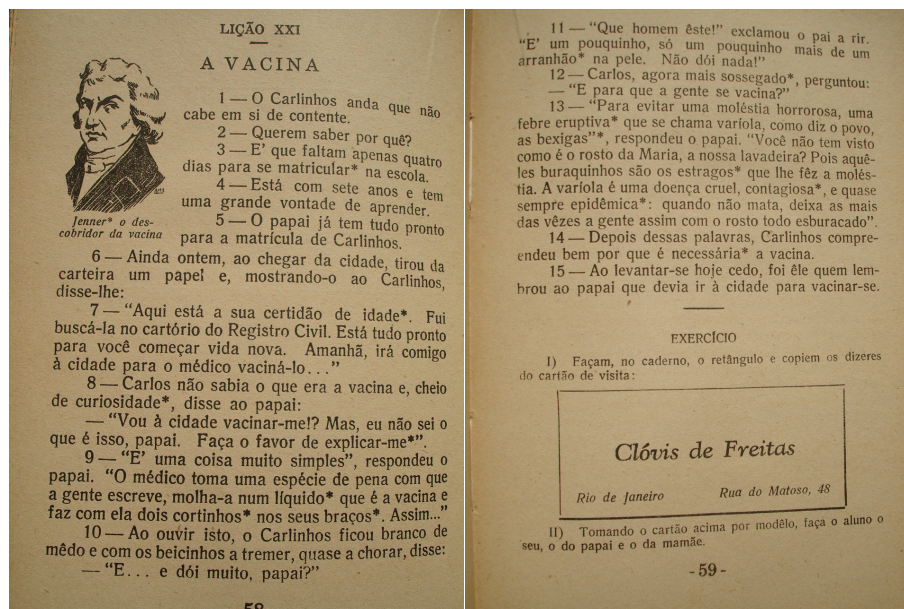 LIÇÃO XXI
A VACINA
1 — O Carlinhos anda que não
cabe em si de contente.
2 — Querem saber por quê?
3 — E' que faltam apenas quatro
dias para se matricular* na escola.
4 — Está com sete anos e tem
uma grande vontade de aprender.
5 — O papai já tem tudo pronto
para a matrícula de Carlinhos.
Jenner* o des-
cobridor da vacina
6 — Ainda ontem, ao chegar da cidade, tirou da
carteira um papel e, mostrando-o ao Carlinhos,
disse-lhe:
7 — "Aqui está a sua certidão de idade*. Fui
buscá-la no cartório do Registro Civil. Está tudo pronto
para você começar vida nova. Amanhã, irá comigo
à cidade para o médico vaciná-lo..."
8 — Carlos não sabia o que era a vacina e, cheio
de curiosidade*, disse ao papai:
— "Vou à cidade vacinar-me!? Mas, eu não sei o
que é isso, papai. Faça o favor de explicar-me*".
9 — "E' uma coisa muito simples", respondeu o
papai. "O médico toma uma espécie de pena com que
a gente escreve, molha-a num líquido* que é a vacina e
faz com ela dois cortinhos* nos seus braços*. Assim..."
10 — Ao ouvir isto, o Carlinhos ficou branco de
mêdo e com os beicinhos a tremer, quase a chorar, disse:
— "E... e dói muito, papai?"
58
11 — "Que homem êste!" exclamou o pai a rir.
"E' um pouquinho, só um pouquinho mais de um
arranhão* na pele. Não dói nada!"
12 — Carlos, agora mais sossegado*, perguntou:
— "E para que a gente se vacina?"
13 — "Para evitar uma moléstia horrorosa, uma
febre eruptiva* que se chama varíola, como diz o povo,
as bexigas"*, respondeu o papai. "Você não tem visto
como é o rosto da Maria, a nossa lavadeira? Pois aquê-
les buraquinhos são os estragos* que lhe fêz a molés-
tia. A varíola é uma doença cruel, contagiosa*, e quase
sempre epidêmica*: quando não mata, deixa as mais
das vêzes a gente assim com o rosto todo esburacado".
14 — Depois dessas palavras, Carlinhos compre-
endeu bem por que é necessária* a vacina.
15 — Ao levantar-se hoje cedo, foi êle quem lem-
brou ao papai que devia ir à cidade para vacinar-se.
EXERCÍCIO
I) Façam, no caderno, o retângulo e copiem os dizeres
do cartão de visita:
Clóvis de Freitas
Rio de Janeiro Rua do Matoso, 48
II) Tomando o cartão acima por modêlo, faça o aluno o
seu, o do papai e o da mamãe.
- 59 -